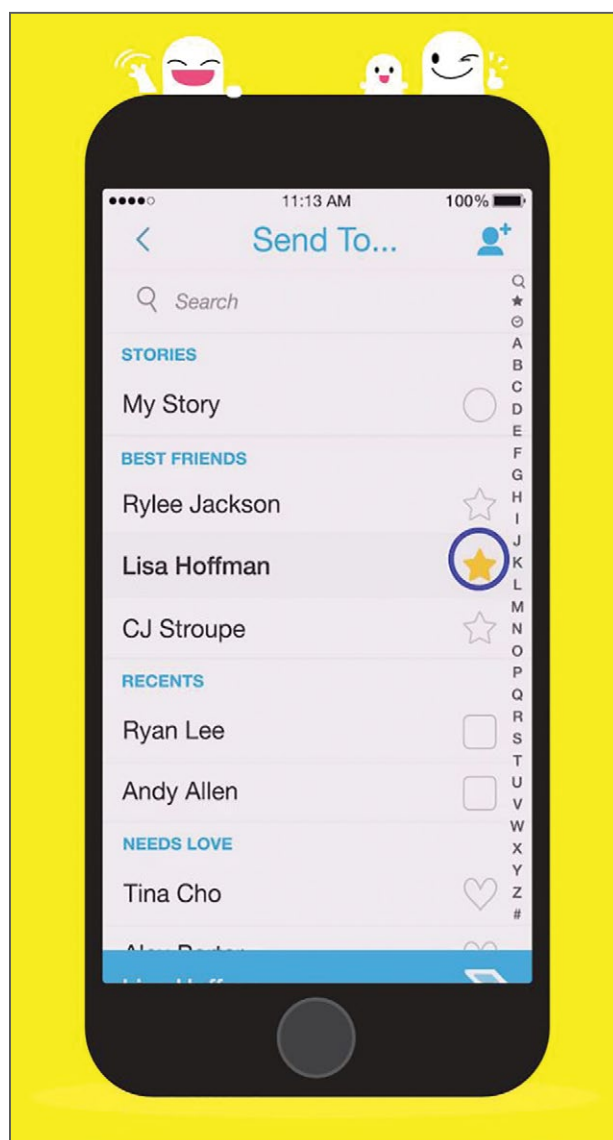 11:13 AM
100%
Send To...
Search
STORIES
My Story
BEST FRIENDS
Rylee Jackson
Lisa Hoffman
CJ Stroupe
RECENTS
Ryan Lee
Andy Allen
NEEDS LOVE
Tina Cho
A
B
C
D
E
F
G
H
I
J
K
L
M
N
O
P
Q
R
S
T
U
V
W
X
Y
Z
#